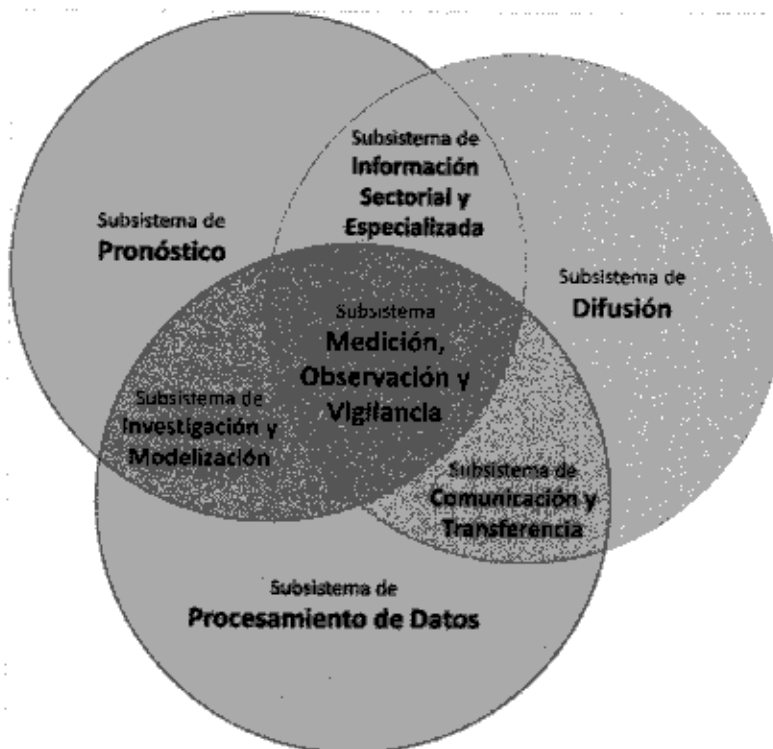 Subsistema de
Información
Sectorial y
Especializada
Subsistema de
Pronóstico
Subsistema de
Difusión
Subsistema
Medición,
Observación y
Vigilancia
Subsistema de
Investigación y
Modelización
Subsistema de
Comunicación y
Transferencia
Subsistema de
Procesamiento de Datos